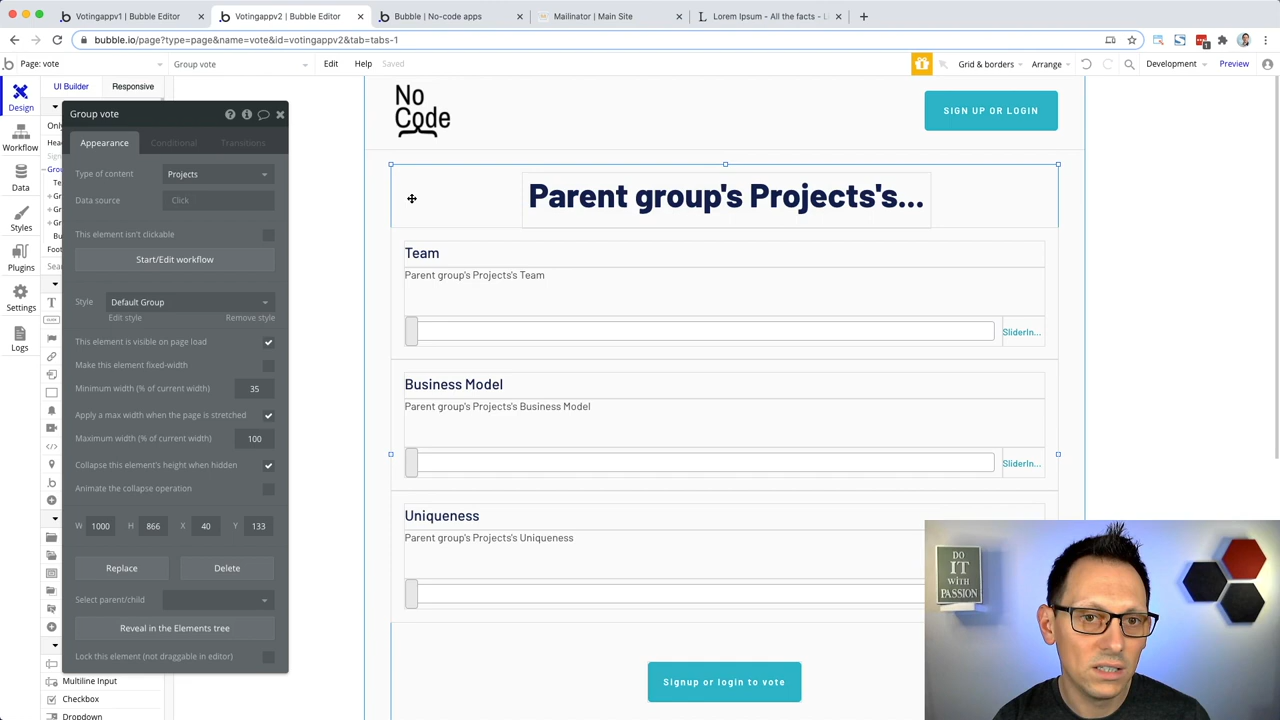 Votingappv1 | Bubble Editor
Votingappv2 | Bubble Editor
Bubble | No-code apps
Mailinator | Main Site
Lorem Ipsum - All the facts - L
bubble.io/page?type=page&name=vote&id=votingappv2&tab=tabs-1
1
Page: vote
Group vote
Edit
Help
Saved
Grid & borders
Arrange
Development
Preview
Design
Workflow
Data
Styles
Plugins
Settings
Logs
UI Builder
Responsive
Group vote
Appearance
Conditional
Transitions
Type of content
Projects
Data source
Click
This element isn't clickable
Start/Edit workflow
Style
Default Group
Edit style
Remove style
This element is visible on page load
Make this element fixed-width
Minimum width (% of current width)
35
Apply a max width when the page is stretched
Maximum width (% of current width)
100
Collapse this element's height when hidden
Animate the collapse operation
W 1000 H 866 X 40 Y 133
Replace
Delete
Select parent/child
Reveal in the Elements tree
Lock this element (not draggable in editor)
Multiline Input
Checkbox
Dropdown
No
Code
SIGN UP OR LOGIN
Parent group's Projects's...
Team
Parent group's Projects's Team
SliderIn...
Business Model
Parent group's Projects's Business Model
SliderIn...
Uniqueness
Parent group's Projects's Uniqueness
Signup or login to vote
DO
IT
WITH
PASSION